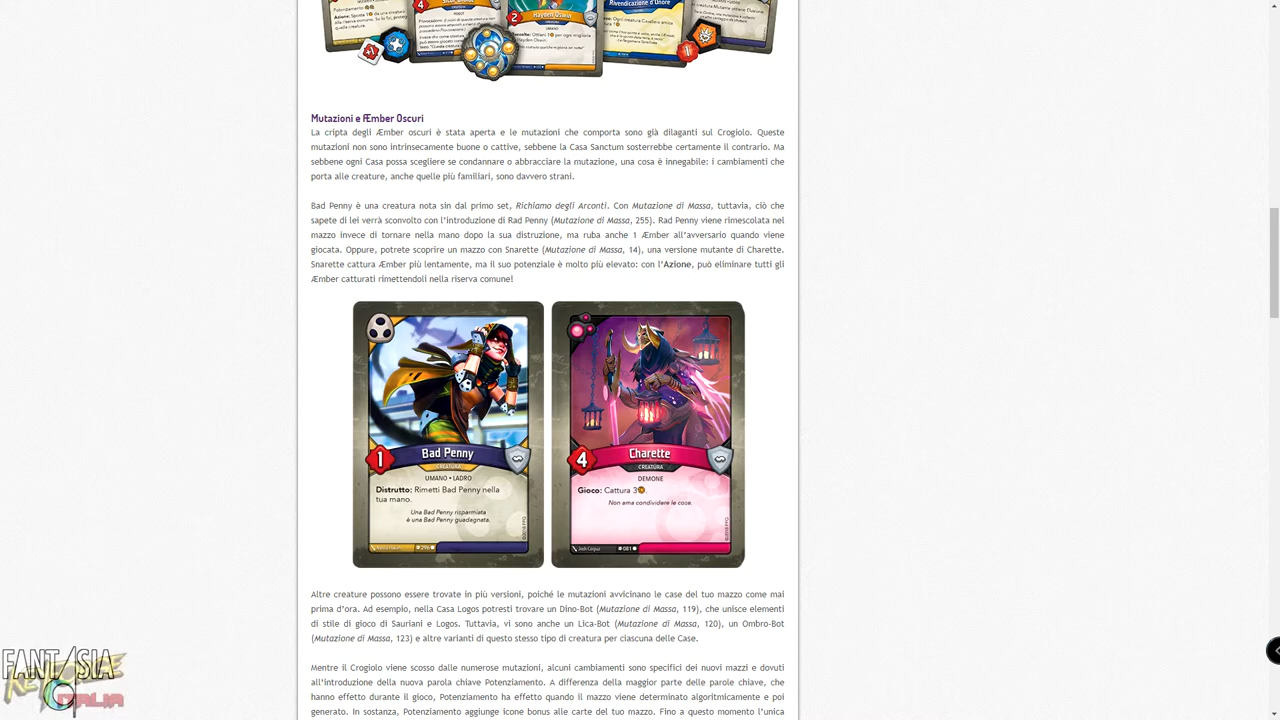 Hayden Oswin
Rivendicazione d'Onore
Mutazioni e Æmber Oscuri
La cripta degli Æmber oscuri è stata aperta e le mutazioni che comporta sono già dilaganti sul Crogiolo. Queste
mutazioni non sono intrinsecamente buone o cattive, sebbene la Casa Sanctum sosterrebbe certamente il contrario. Ma
sebbene ogni Casa possa scegliere se condannare o abbracciare la mutazione, una cosa è innegabile: i cambiamenti che
porta alle creature, anche quelle più familiari, sono davvero strani.
Bad Penny è una creatura nota sin dal primo set, Richiamo degli Arconti. Con Mutazione di Massa, tuttavia, ciò che
sapete di lei verrà sconvolto con l'introduzione di Rad Penny (Mutazione di Massa, 255). Rad Penny viene rimescolata nel
mazzo invece di tornare nella mano dopo la sua distruzione, ma ruba anche 1 Æmber all'avversario quando viene
giocata. Oppure, potrete scoprire un mazzo con Snarette (Mutazione di Massa, 14), una versione mutante di Charette.
Snarette cattura Æmber più lentamente, ma il suo potenziale è molto più elevato: con l'Azione, può eliminare tutti gli
Æmber catturati rimettendoli nella riserva comune!
1 Bad Penny
CREATURA
UMANO • LADRO
Distrutto: Rimetti Bad Penny nella
tua mano.
Una Bad Penny risparmiata
è una Bad Penny guadagnata.
296
4 Charette
CREATURA
DEMONE
Gioco: Cattura 3.
Non ama condividere le cose.
081
Altre creature possono essere trovate in più versioni, poiché le mutazioni avvicinano le case del tuo mazzo come mai
prima d'ora. Ad esempio, nella Casa Logos potresti trovare un Dino-Bot (Mutazione di Massa, 119), che unisce elementi
di stile di gioco di Sauriani e Logos. Tuttavia, vi sono anche un Lica-Bot (Mutazione di Massa, 120), un Ombro-Bot
(Mutazione di Massa, 123) e altre varianti di questo stesso tipo di creatura per ciascuna delle Case.
Mentre il Crogiolo viene scosso dalle numerose mutazioni, alcuni cambiamenti sono specifici dei nuovi mazzi e dovuti
all'introduzione della nuova parola chiave Potenziamento. A differenza della maggior parte delle parole chiave, che
hanno effetto durante il gioco, Potenziamento ha effetto quando il mazzo viene determinato algoritmicamente e poi
generato. In sostanza, Potenziamento aggiunge icone bonus alle carte del tuo mazzo. Fino a questo momento l'unica
FANTASIA
ITALIA